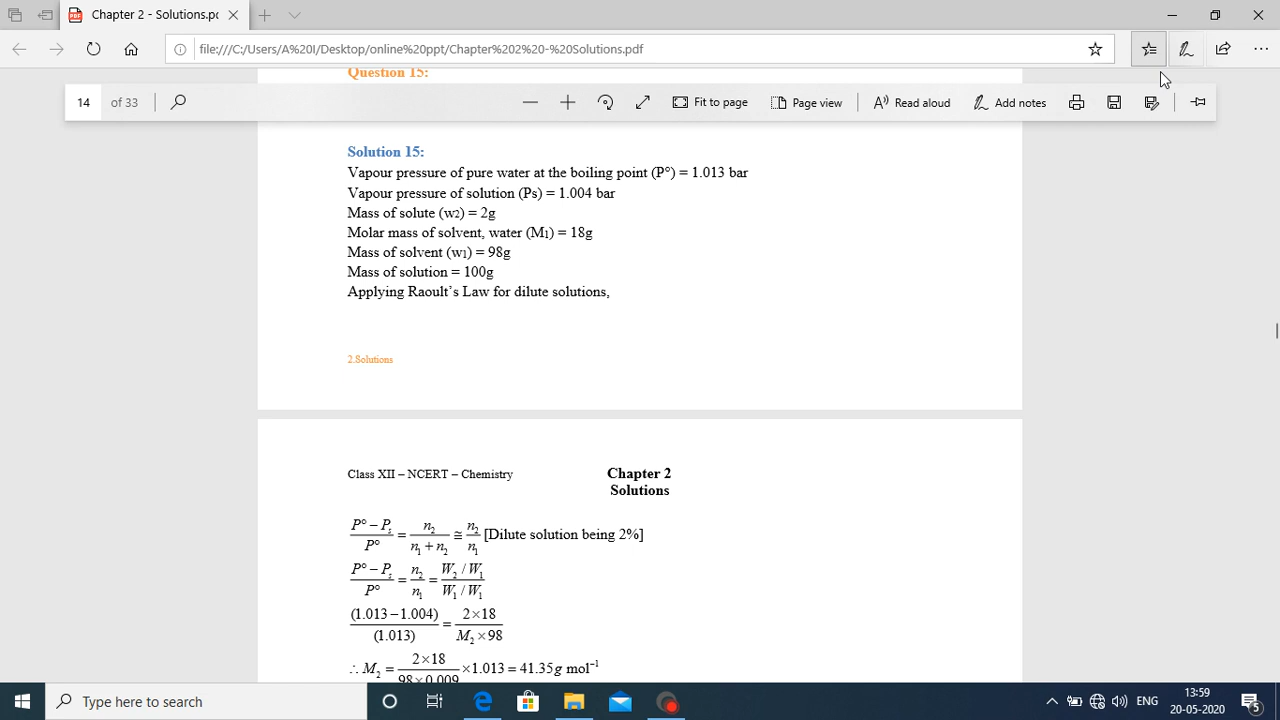 Chapter 2 - Solutions.pc
file:///C:/Users/A%20I/Desktop/online%20ppt/Chapter%202%20-%20Solutions.pdf
Question 15:
14 of 33
Fit to page
Page view
Read aloud
Add notes
Solution 15:
Vapour pressure of pure water at the boiling point (P°) = 1.013 bar
Vapour pressure of solution (Ps) = 1.004 bar
Mass of solute (w2) = 2g
Molar mass of solvent, water (M1) = 18g
Mass of solvent (w1) = 98g
Mass of solution = 100g
Applying Raoult's Law for dilute solutions,
2.Solutions
Class XII – NCERT – Chemistry
Chapter 2
Solutions
(P° − Ps)/P° = n2/(n1 + n2) ≅ n2/n1 [Dilute solution being 2%]
(P° − Ps)/P° = n2/n1 = (W2 / W1)/(W1 / W1)
(1.013 − 1.004)/(1.013) = (2×18)/(M2 × 98)
∴ M2 = (2×18)/(98×0.009) ×1.013 = 41.35g mol⁻¹
Type here to search
ENG
13:59
20-05-2020
5